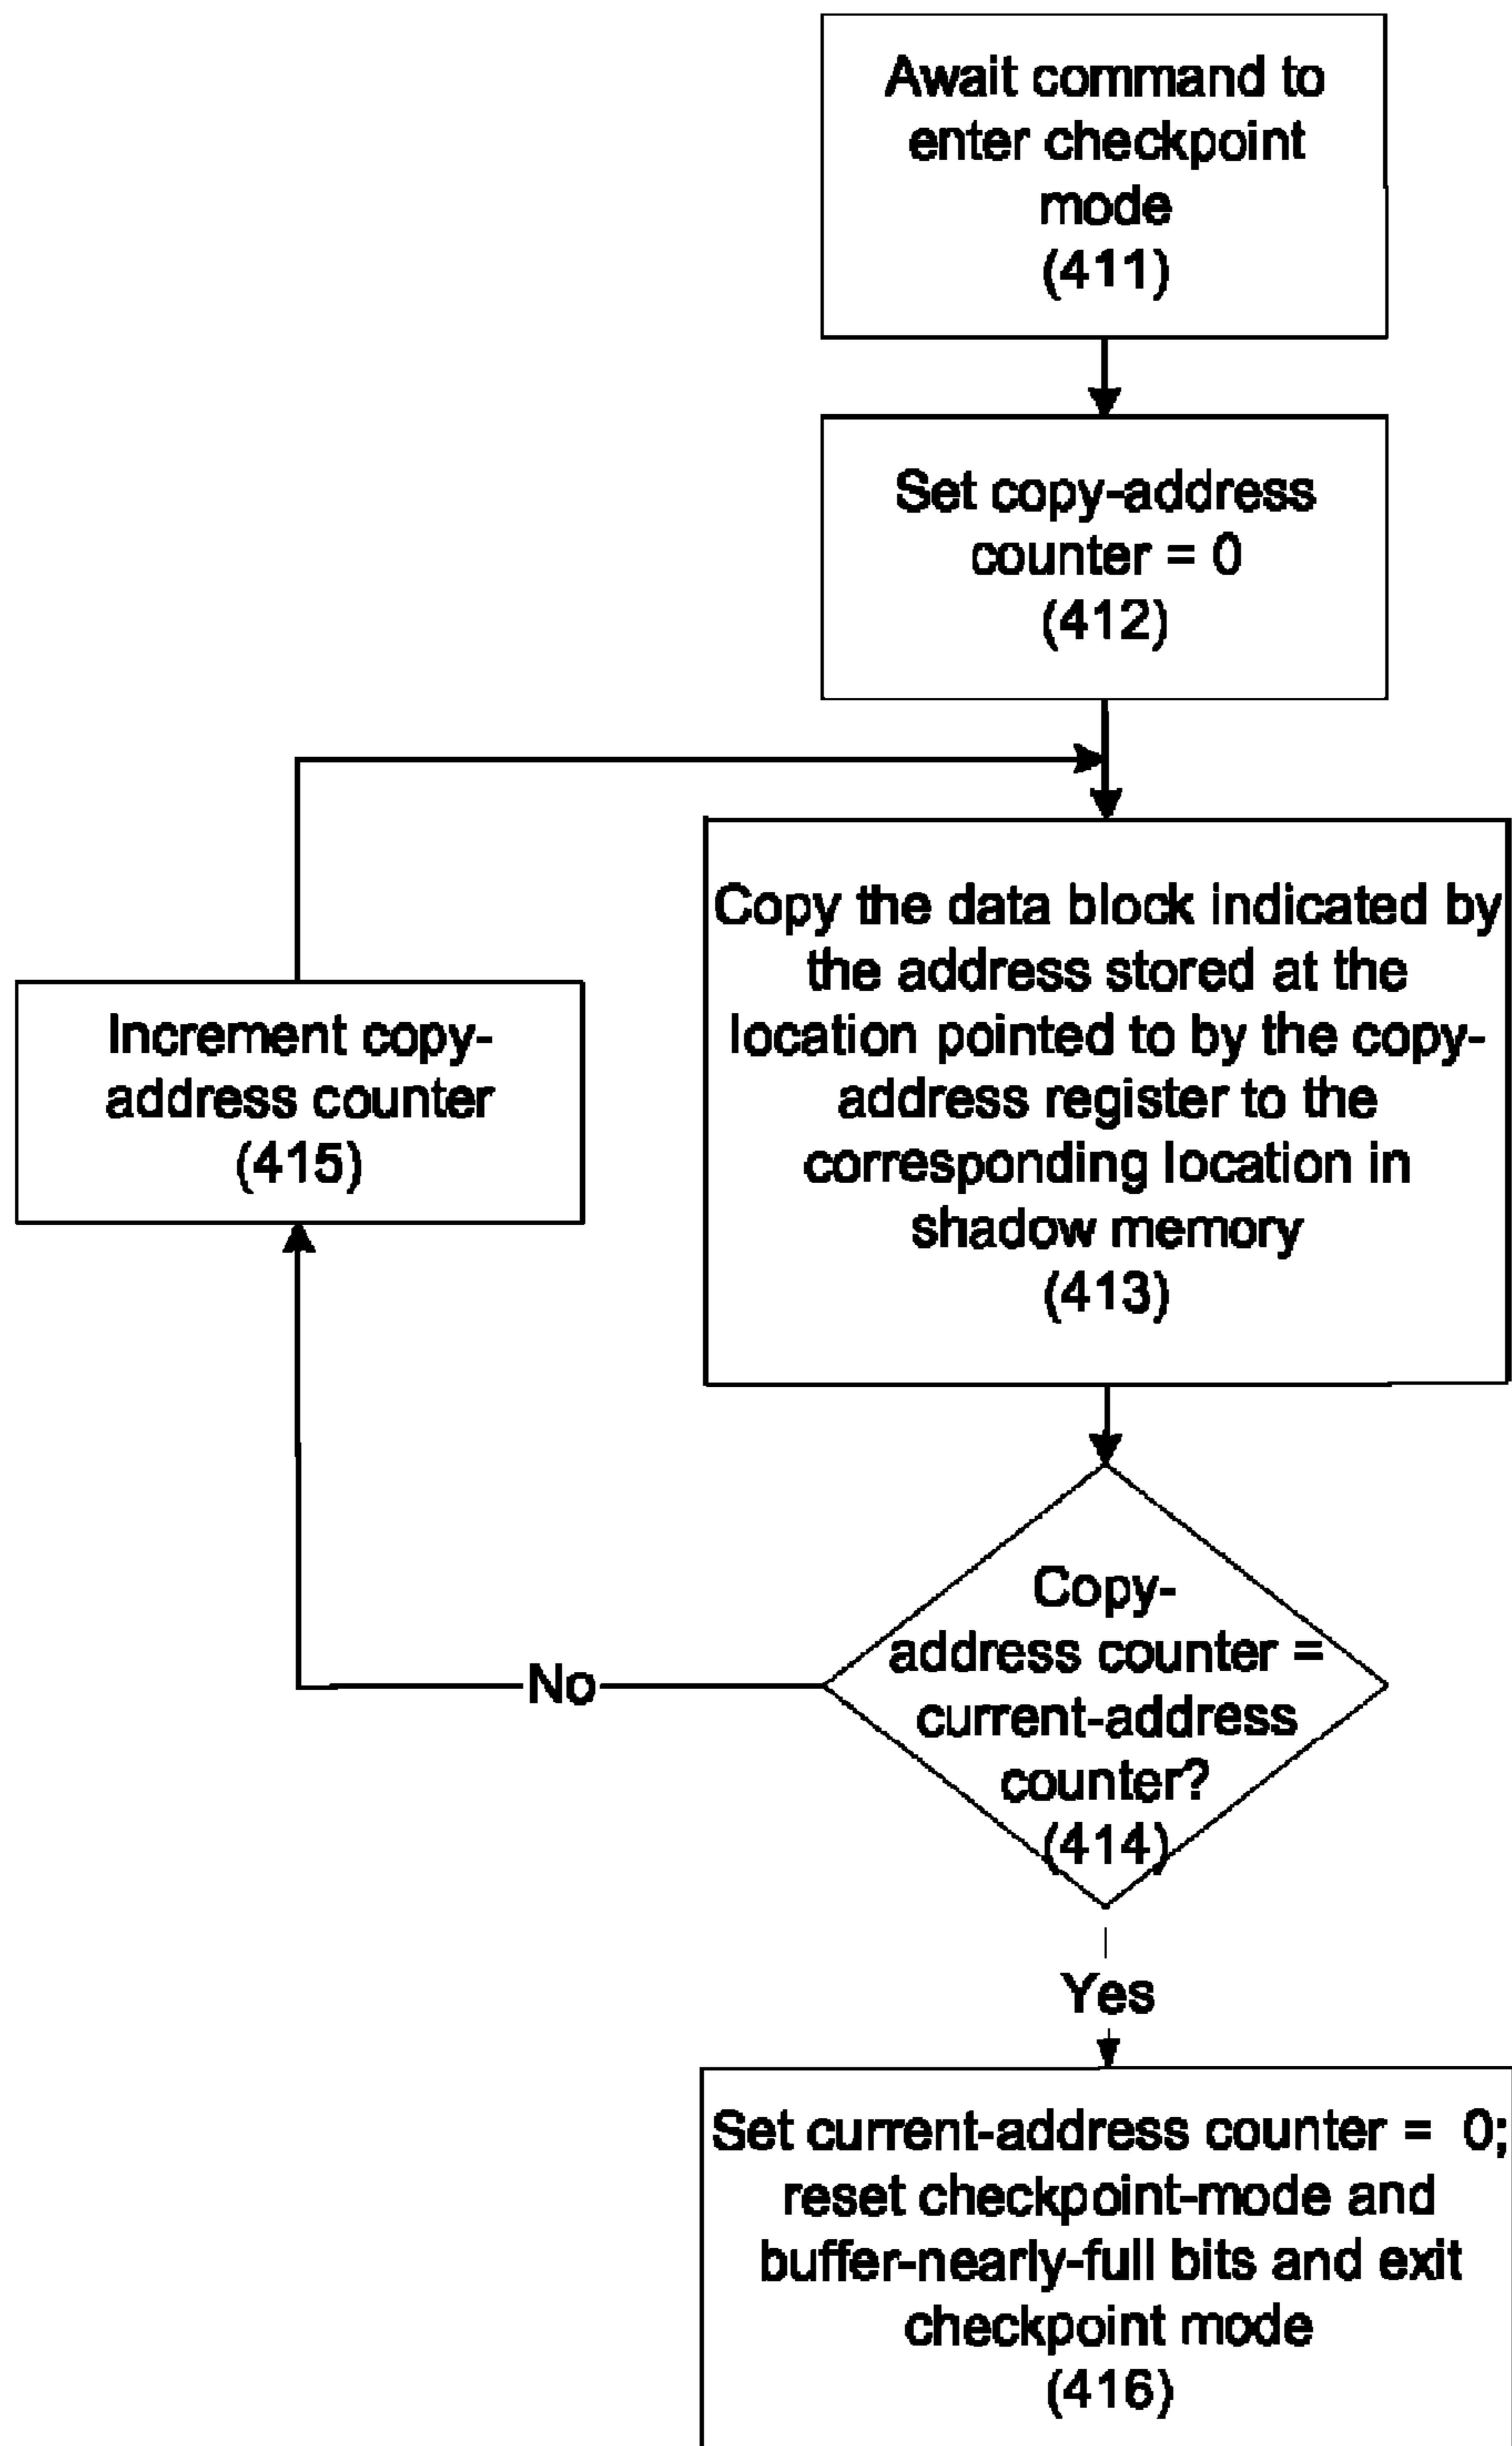 Await command to
enter checkpoint
mode
(411)
Set copy-address
counter = 0
(412)
Copy the data block indicated by
the address stored at the
location pointed to by the copy-
address register to the
corresponding location in
shadow memory
(413)
Increment copy-
address counter
(415)
Copy-
address counter =
current-address
counter?
(414)
No
Yes
Set current-address counter = 0;
reset checkpoint-mode and
buffer-nearly-full bits and exit
checkpoint mode
(416)